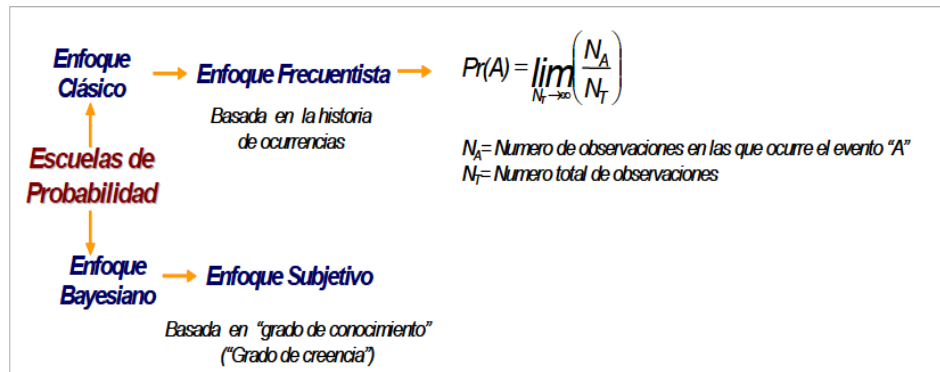 Enfoque
Clásico
Enfoque Frecuentista
Pr(A) = lim N_T→∞ (N_A / N_T)
Basada en la historia
de ocurrencias
N_A= Numero de observaciones en las que ocurre el evento “A”
N_T= Numero total de observaciones
Escuelas de
Probabilidad
Enfoque
Bayesiano
Enfoque Subjetivo
Basada en “grado de conocimiento”
(“Grado de creencia”)